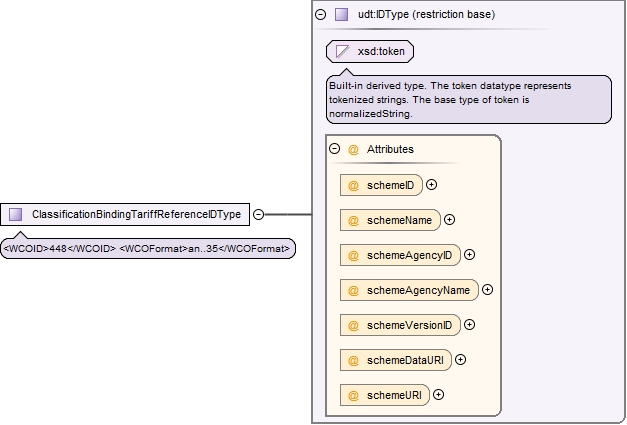 udt:IDType (restriction base)
xsd:token
Built-in derived type. The token datatype represents
tokenized strings. The base type of token is
normalizedString.
@ Attributes
@ schemeID
@ schemeName
@ schemeAgencyID
@ schemeAgencyName
@ schemeVersionID
@ schemeDataURI
@ schemeURI
ClassificationBindingTariffReferenceIDType
<WCOID>448</WCOID> <WCOFormat>an..35</WCOFormat>